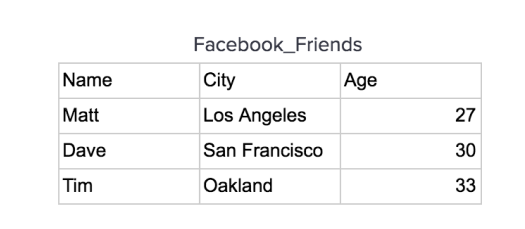 Facebook_Friends
Name City Age
Matt Los Angeles 27
Dave San Francisco 30
Tim Oakland 33